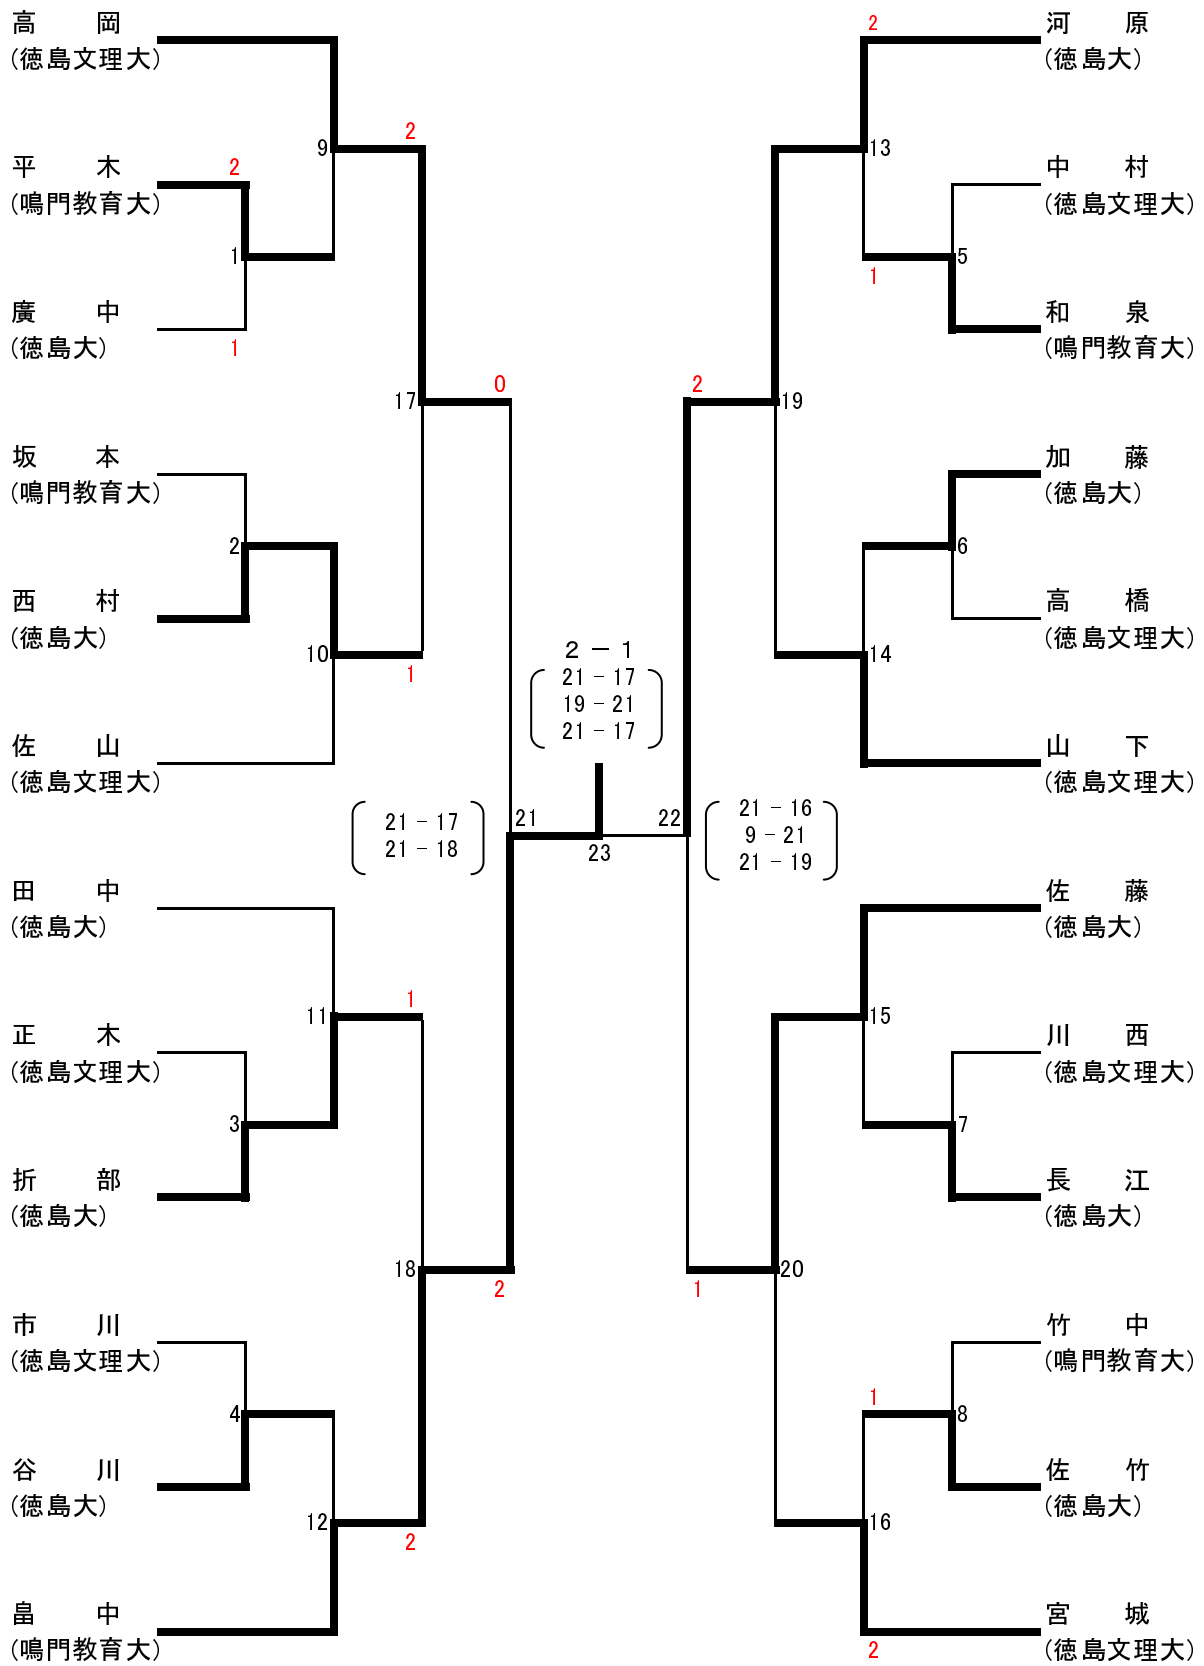 高　岡
(徳島文理大)
9
2
平　木
(鳴門教育大)
2
1
廣　中
(徳島大)
1
17
0
坂　本
(鳴門教育大)
2
西　村
(徳島大)
10
1
佐　山
(徳島文理大)
田　中
(徳島大)
11
1
正　木
(徳島文理大)
3
折　部
(徳島大)
18
2
市　川
(徳島文理大)
4
谷　川
(徳島大)
12
2
畠　中
(鳴門教育大)
2 － 1
21 － 17
19 － 21
21 － 17
21 － 17
21 － 18
21
23
22
21 － 16
9 － 21
21 － 19
2
河　原
(徳島大)
13
中　村
(徳島文理大)
5
1
和　泉
(鳴門教育大)
2
19
加　藤
(徳島大)
6
高　橋
(徳島文理大)
14
山　下
(徳島文理大)
佐　藤
(徳島大)
15
川　西
(徳島文理大)
7
長　江
(徳島大)
1
20
竹　中
(鳴門教育大)
1
8
佐　竹
(徳島大)
16
宮　城
2
(徳島文理大)